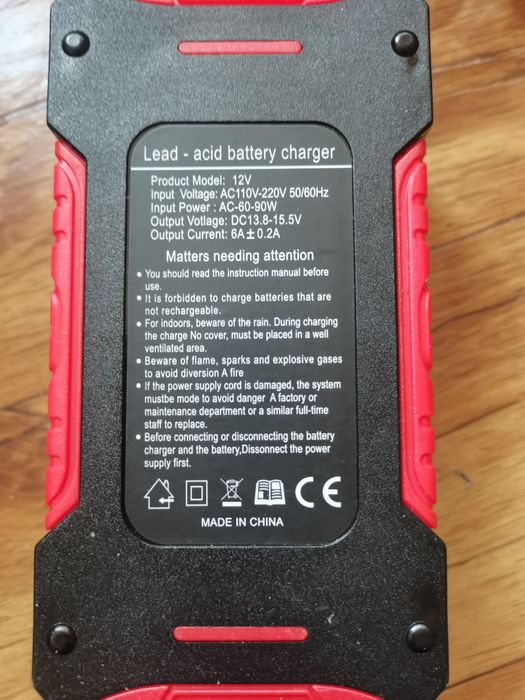 Lead - acid battery charger
Product Model: 12V
Input Voltage: AC110V-220V 50/60Hz
Input Power : AC-60-90W
Output Votlage: DC13.8-15.5V
Output Current: 6A±0.2A
Matters needing attention
● You should read the instruction manual before
use.
● It is forbidden to charge batteries that are
not rechargeable.
● For indoors, beware of the rain. During charging
the charge No cover, must be placed in a well
ventilated area.
● Beware of flame, sparks and explosive gases
to avoid diversion A fire
● If the power supply cord is damaged, the system
mustbe mode to avoid danger A factory or
maintenance department or a similar full-time
staff to replace.
● Before connecting or disconnecting the battery
charger and the battery,Dissonnect the power
supply first.
CE
MADE IN CHINA